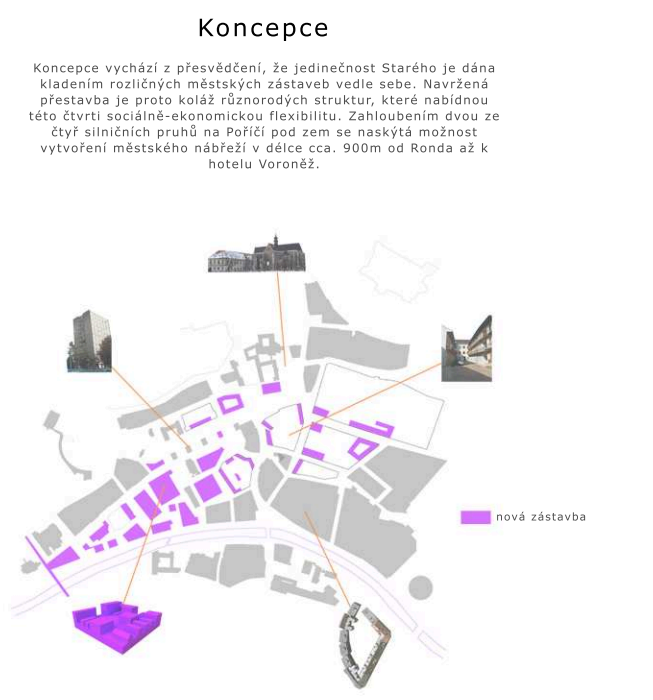 Koncepce
Koncepce vychází z přesvědčení, že jedinečnost Starého je dána
kladením rozličných městských zástaveb vedle sebe. Navržená
přestavba je proto koláž různorodých struktur, které nabídnou
této čtvrti sociálně-ekonomickou flexibilitu. Zahloubením dvou ze
čtyř silničních pruhů na Poříčí pod zem se naskýtá možnost
vytvoření městského nábřeží v délce cca. 900m od Ronda až k
hotelu Voroněž.
nová zástavba